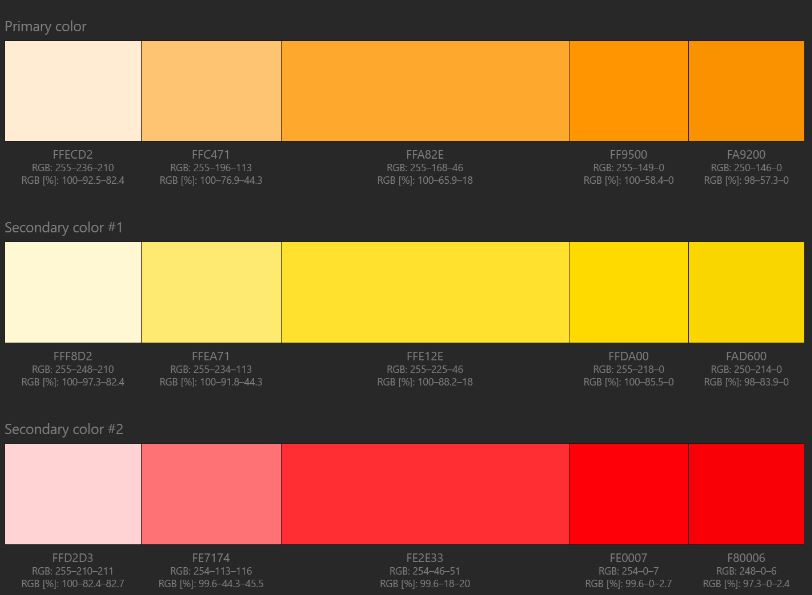 Primary color
FFECD2
RGB: 255–236–210
RGB [%]: 100–92.5–82.4
FFC471
RGB: 255–196–113
RGB [%]: 100–76.9–44.3
FFA82E
RGB: 255–168–46
RGB [%]: 100–65.9–18
FF9500
RGB: 255–149–0
RGB [%]: 100–58.4–0
FA9200
RGB: 250–146–0
RGB [%]: 98–57.3–0
Secondary color #1
FFF8D2
RGB: 255–248–210
RGB [%]: 100–97.3–82.4
FFEA71
RGB: 255–234–113
RGB [%]: 100–91.8–44.3
FFE12E
RGB: 255–225–46
RGB [%]: 100–88.2–18
FFDA00
RGB: 255–218–0
RGB [%]: 100–85.5–0
FAD600
RGB: 250–214–0
RGB [%]: 98–83.9–0
Secondary color #2
FFD2D3
RGB: 255–210–211
RGB [%]: 100–82.4–82.7
FE7174
RGB: 254–113–116
RGB [%]: 99.6–44.3–45.5
FE2E33
RGB: 254–46–51
RGB [%]: 99.6–18–20
FE0007
RGB: 254–0–7
RGB [%]: 99.6–0–2.7
F80006
RGB: 248–0–6
RGB [%]: 97.3–0–2.4